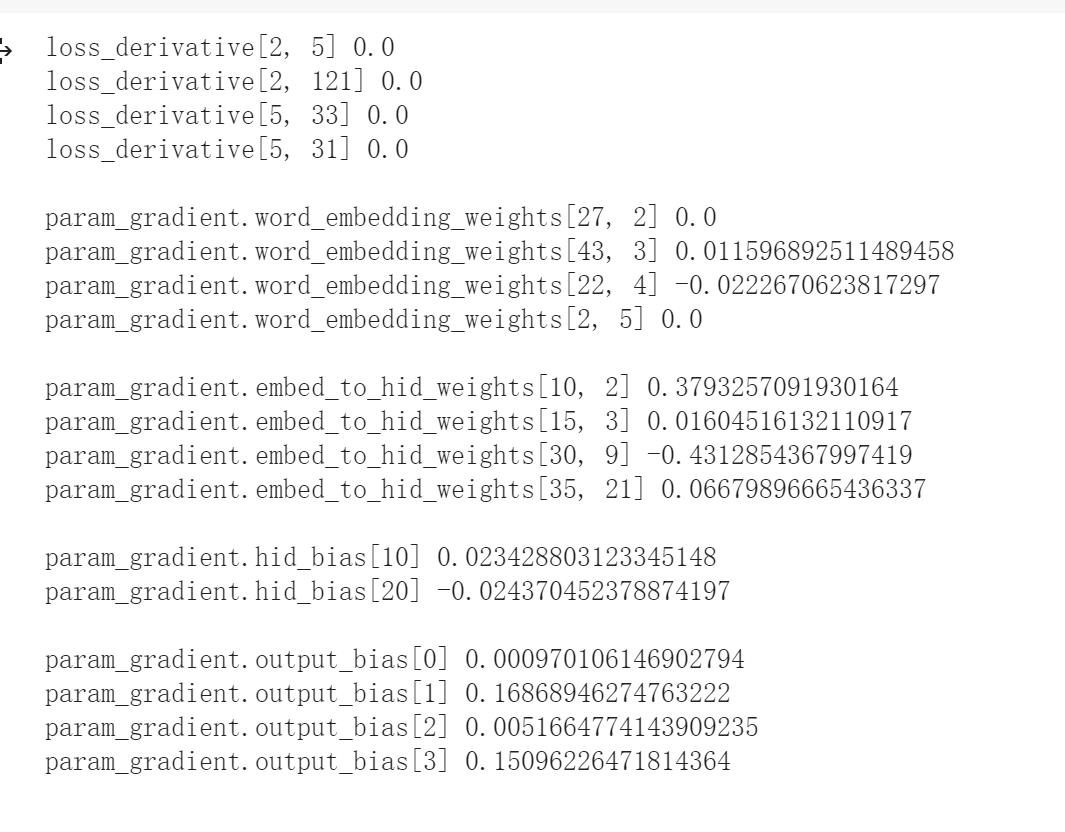 loss_derivative[2, 5] 0.0
loss_derivative[2, 121] 0.0
loss_derivative[5, 33] 0.0
loss_derivative[5, 31] 0.0
param_gradient.word_embedding_weights[27, 2] 0.0
param_gradient.word_embedding_weights[43, 3] 0.011596892511489458
param_gradient.word_embedding_weights[22, 4] -0.0222670623817297
param_gradient.word_embedding_weights[2, 5] 0.0
param_gradient.embed_to_hid_weights[10, 2] 0.3793257091930164
param_gradient.embed_to_hid_weights[15, 3] 0.01604516132110917
param_gradient.embed_to_hid_weights[30, 9] -0.4312854367997419
param_gradient.embed_to_hid_weights[35, 21] 0.06679896665436337
param_gradient.hid_bias[10] 0.023428803123345148
param_gradient.hid_bias[20] -0.024370452378874197
param_gradient.output_bias[0] 0.000970106146902794
param_gradient.output_bias[1] 0.16868946274763222
param_gradient.output_bias[2] 0.0051664774143909235
param_gradient.output_bias[3] 0.15096226471814364